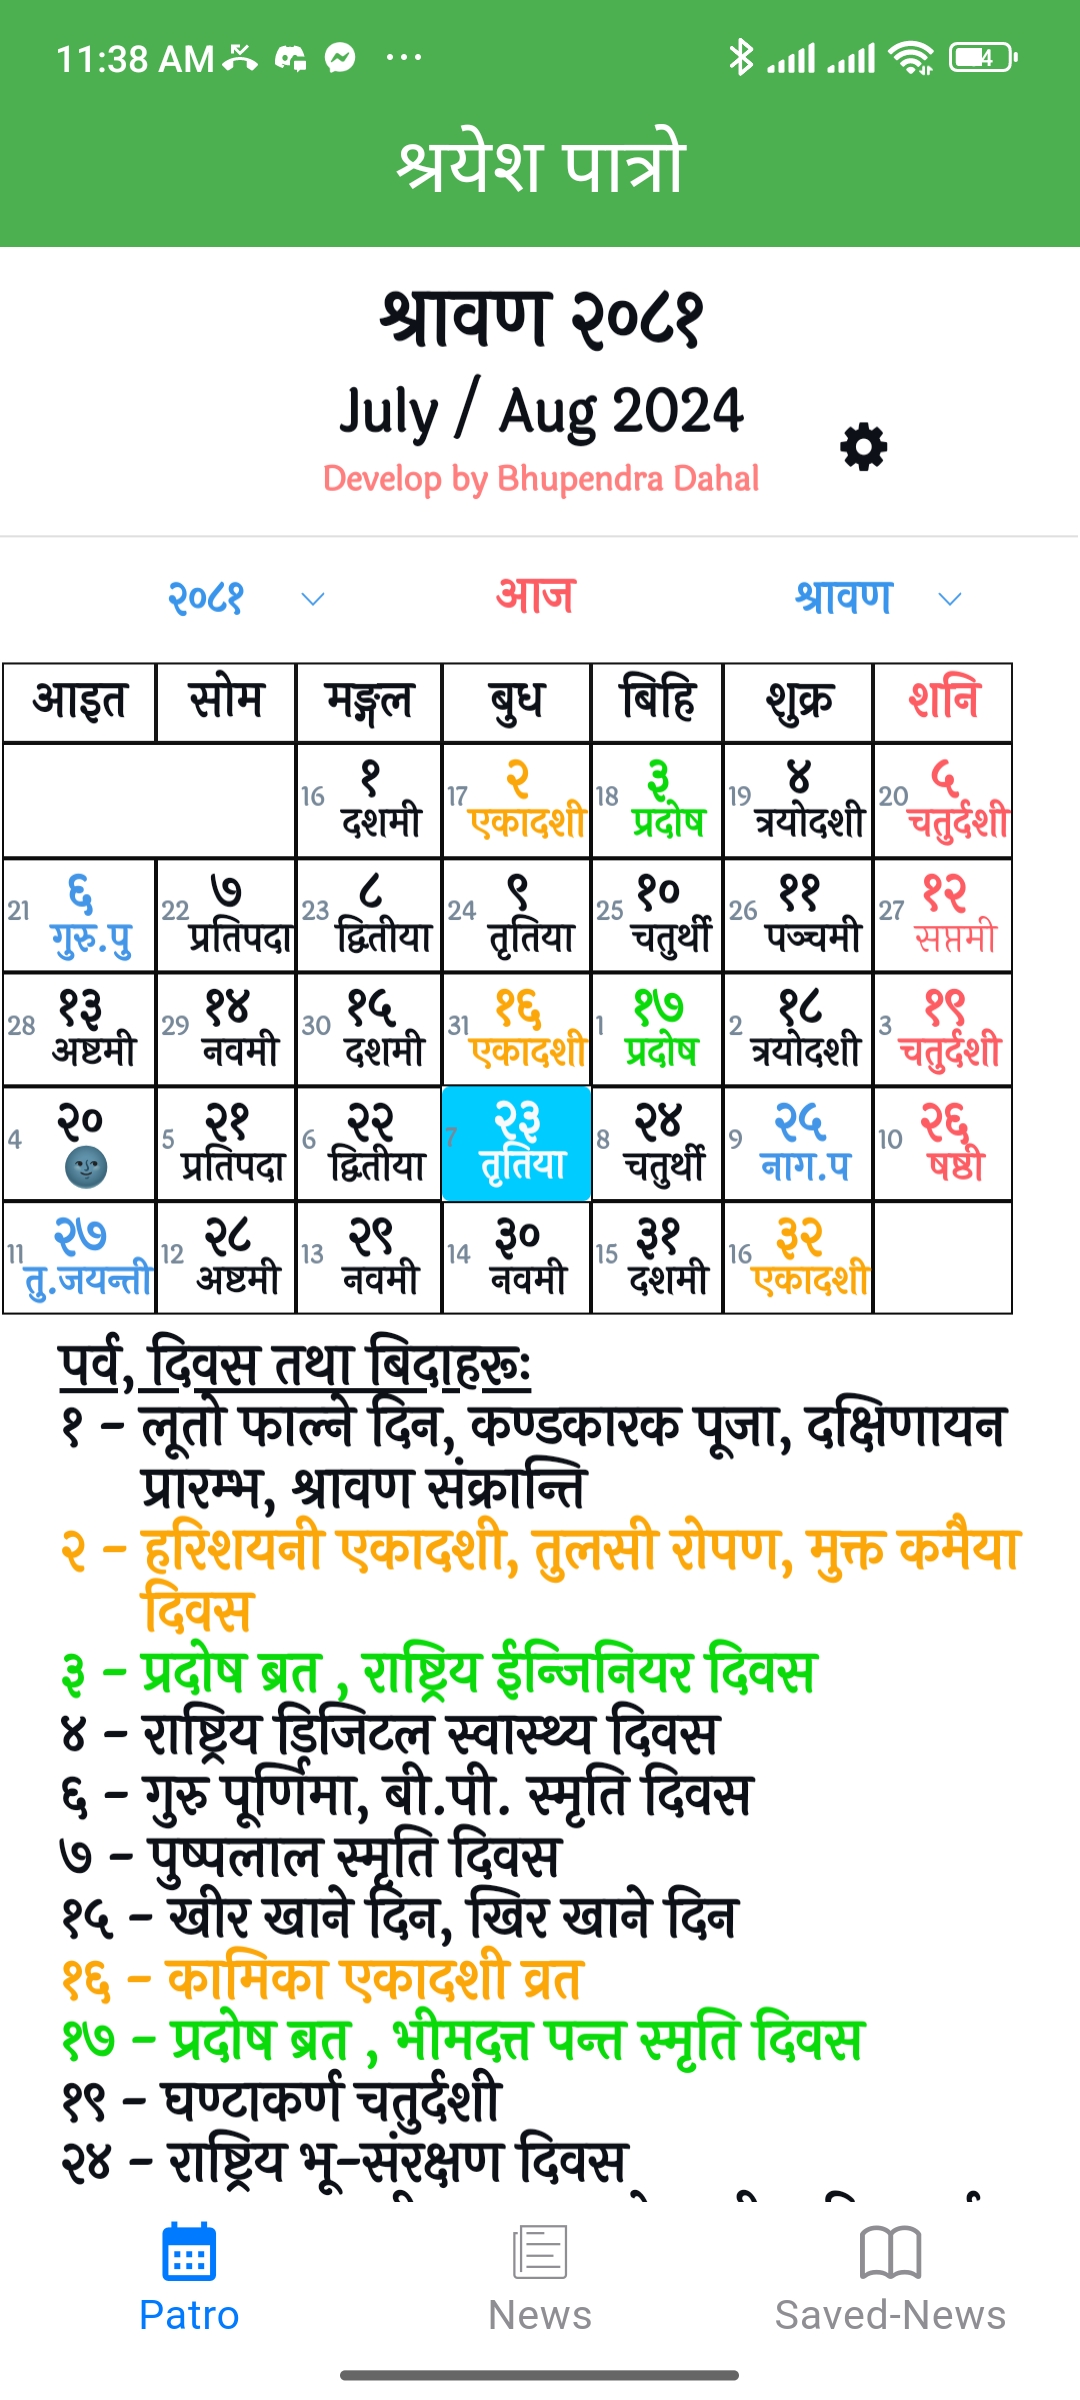 11:38 AM
श्रयेश पात्रो
श्रावण २०८१
July / Aug 2024
Develop by Bhupendra Dahal
२०८१ आज श्रावण
आइत सोम मङ्गल बुध बिहि शुक्र शनि
16 १ 17 २ 18 ३ 19 ४ 20 ५
दशमी एकादशी प्रदोष त्रयोदशी चतुर्दशी
21 ६ 22 ७ 23 ८ 24 ९ 25 १० 26 ११ 27 १२
गुरु.पु प्रतिपदा द्वितीया तृतिया चतुर्थी पञ्चमी सप्तमी
28 १३ 29 १४ 30 १५ 31 १६ 1 १७ 2 १८ 3 १९
अष्टमी नवमी दशमी एकादशी प्रदोष त्रयोदशी चतुर्दशी
4 २० 5 २१ 6 २२ 7 २३ 8 २४ 9 २५ 10 २६
प्रतिपदा द्वितीया तृतिया चतुर्थी नाग.प षष्ठी
11 २७ 12 २८ 13 २९ 14 ३० 15 ३१ 16 ३२
तु.जयन्ती अष्टमी नवमी नवमी दशमी एकादशी
पर्व, दिवस तथा बिदाहरुः
१ - लूतो फाल्ने दिन, कण्डकारक पूजा, दक्षिणायन
प्रारम्भ, श्रावण संक्रान्ति
२ - हरिशयनी एकादशी, तुलसी रोपण, मुक्त कमैया
दिवस
३ - प्रदोष ब्रत , राष्ट्रिय ईन्जिनियर दिवस
४ - राष्ट्रिय डिजिटल स्वास्थ्य दिवस
६ - गुरु पूर्णिमा, बी.पी. स्मृति दिवस
७ - पुष्पलाल स्मृति दिवस
१५ - खीर खाने दिन, खिर खाने दिन
१६ - कामिका एकादशी व्रत
१७ - प्रदोष ब्रत , भीमदत्त पन्त स्मृति दिवस
१९ - घण्टाकर्ण चतुर्दशी
२४ - राष्ट्रिय भू-संरक्षण दिवस
Patro News Saved-News